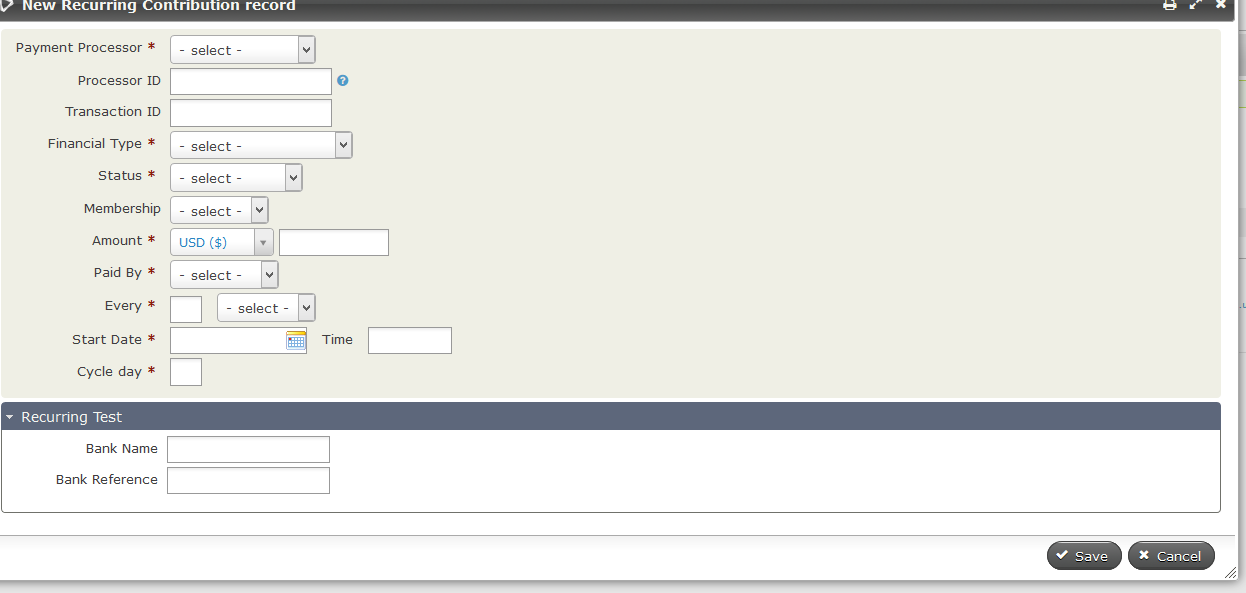 New Recurring Contribution record
Payment Processor * - select -
Processor ID ?
Transaction ID
Financial Type * - select -
Status * - select -
Membership - select -
Amount * USD ($)
Paid By * - select -
Every * - select -
Start Date * Time
Cycle day *
Recurring Test
Bank Name
Bank Reference
Save Cancel